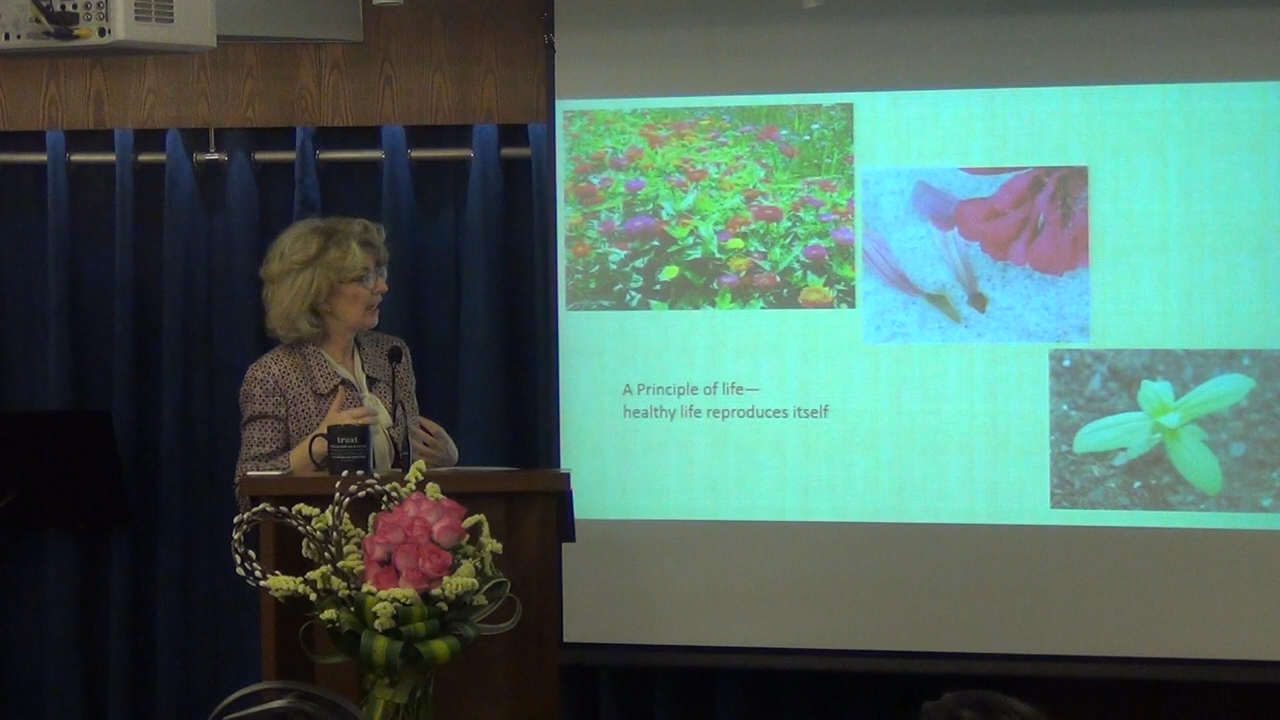 A Principle of life—
healthy life reproduces itself
trust